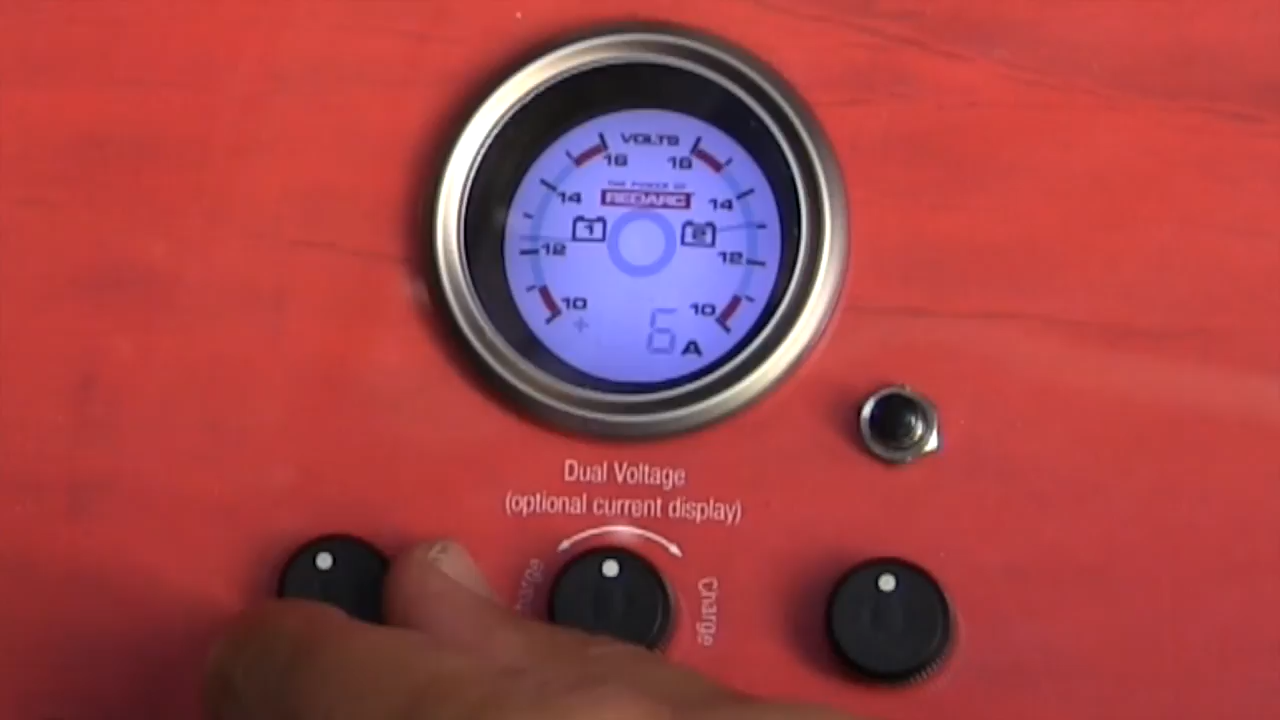 VOLTS
16 16
THE POWER OF
REDARC
14 14
1 2
12 12
10 10
+ 6 A
Dual Voltage
(optional current display)
Charge